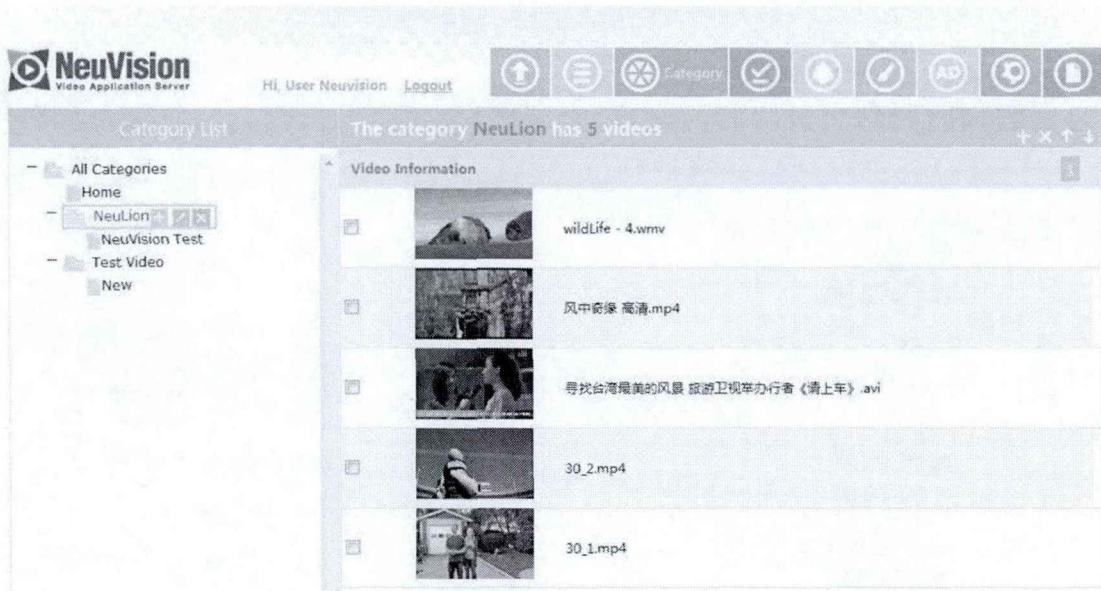 NeuVision
Video Application Server
Hi, User Neuvision Logout
Category
AD
Category List
The category NeuLion has 5 videos
All Categories
Home
NeuLion
NeuVision Test
Test Video
New
Video Information
1
wildLife - 4.wmv
风中奇缘 高清.mp4
寻找台湾最美的风景 旅游卫视举办行者《请上车》.avi
30_2.mp4
30_1.mp4